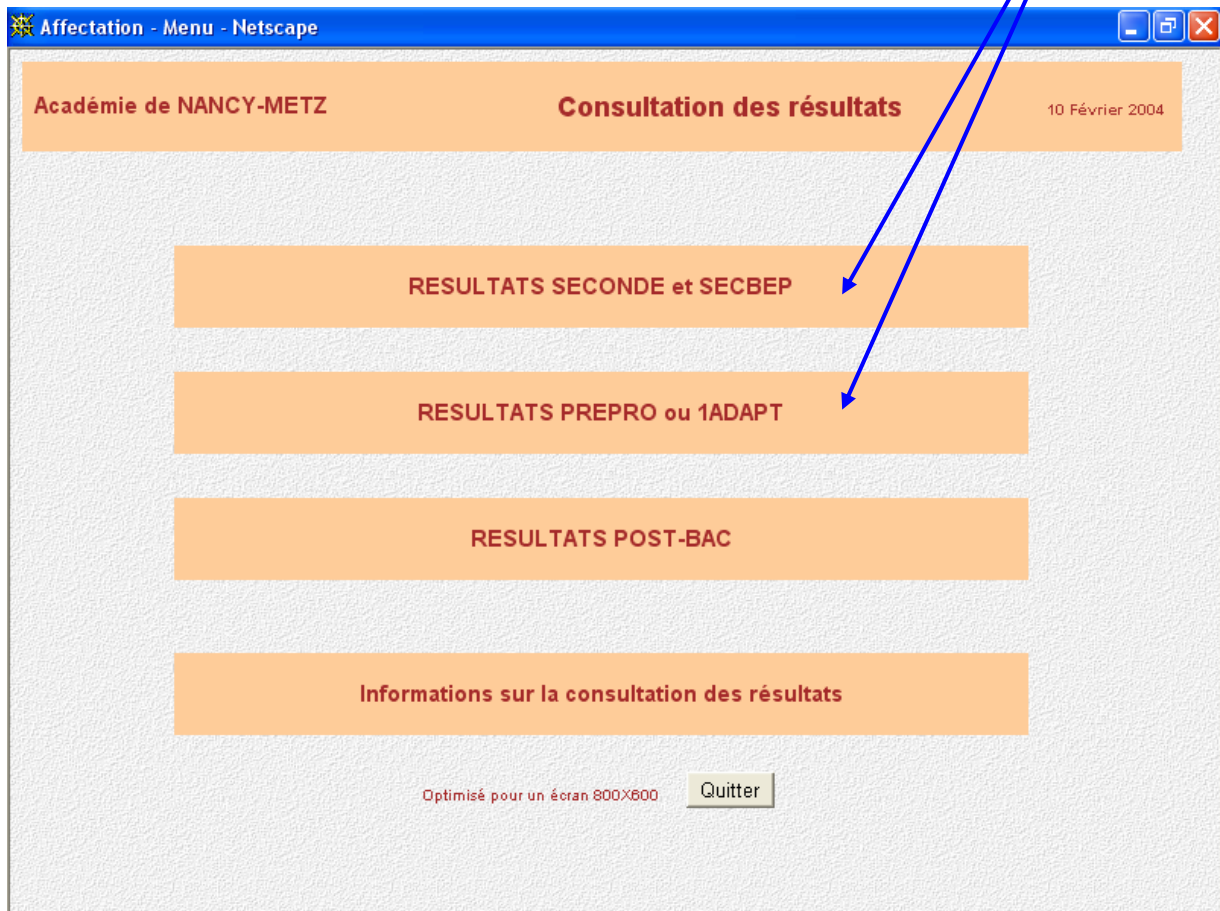 Affectation - Menu - Netscape
Académie de NANCY-METZ Consultation des résultats 10 Février 2004
RESULTATS SECONDE et SECBEP
RESULTATS PREPRO ou 1ADAPT
RESULTATS POST-BAC
Informations sur la consultation des résultats
Optimisé pour un écran 800X600 Quitter